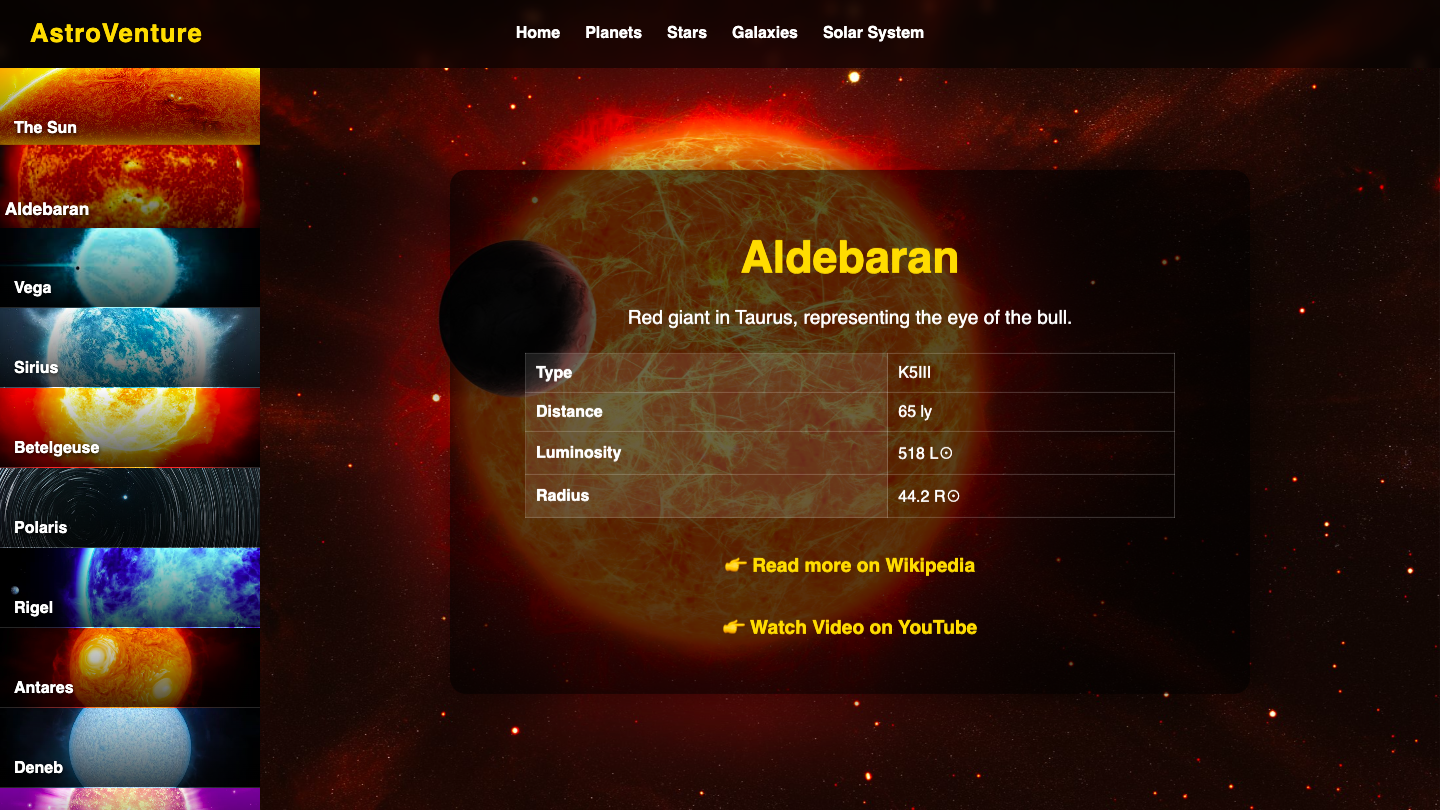 AstroVenture
Home Planets Stars Galaxies Solar System
The Sun
Aldebaran
Vega
Sirius
Betelgeuse
Polaris
Rigel
Antares
Deneb
Aldebaran
Red giant in Taurus, representing the eye of the bull.
Type K5III
Distance 65 ly
Luminosity 518 L☉
Radius 44.2 R☉
👉 Read more on Wikipedia
👉 Watch Video on YouTube